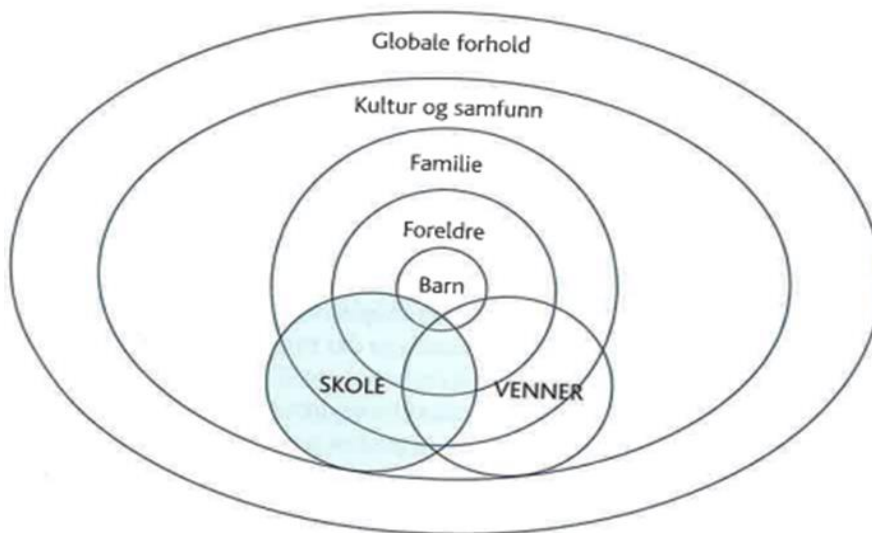 Globale forhold
Kultur og samfunn
Familie
Foreldre
Barn
SKOLE
VENNER